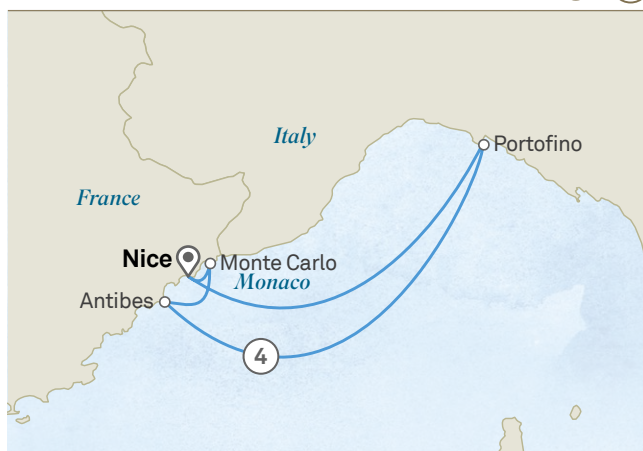 Italy
Portofino
France
Nice
Monte Carlo
Monaco
Antibes
4